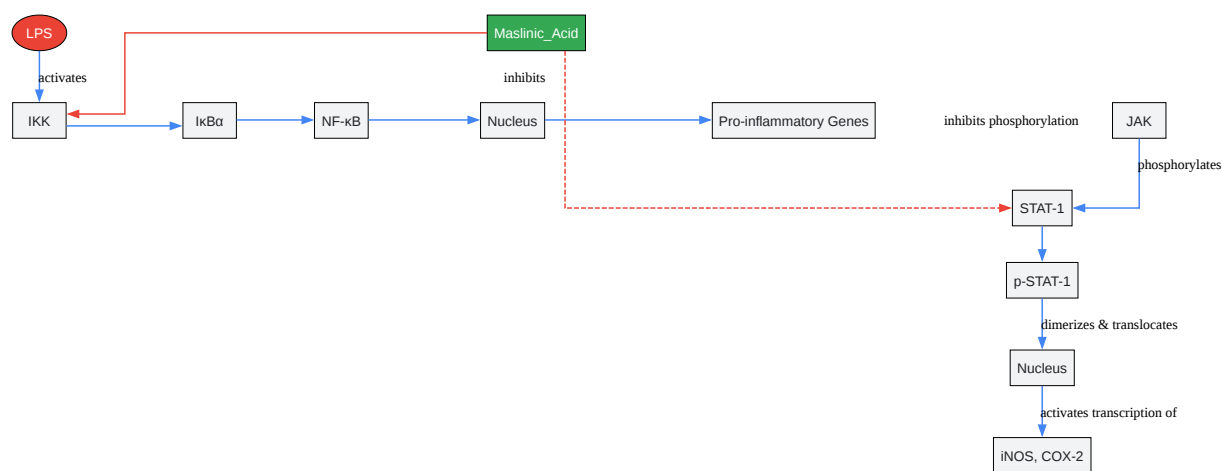 LPS
Maslinic_Acid
activates
inhibits
IKK
IκBα
NF-κB
Nucleus
Pro-inflammatory Genes
inhibits phosphorylation
JAK
phosphorylates
STAT-1
p-STAT-1
dimerizes & translocates
Nucleus
activates transcription of
iNOS, COX-2